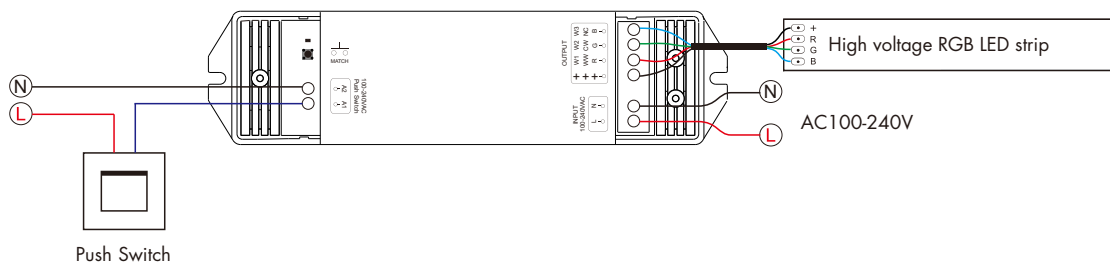 N
L
Push Switch
MATCH
A2
A1
100-240VAC
Push Switch
OUTPUT
W3 NC B
W2 CW G
W1 WW R
+ + +
INPUT
100-240VAC
N
L
+
R
G
B
High voltage RGB LED strip
N
L
AC100-240V